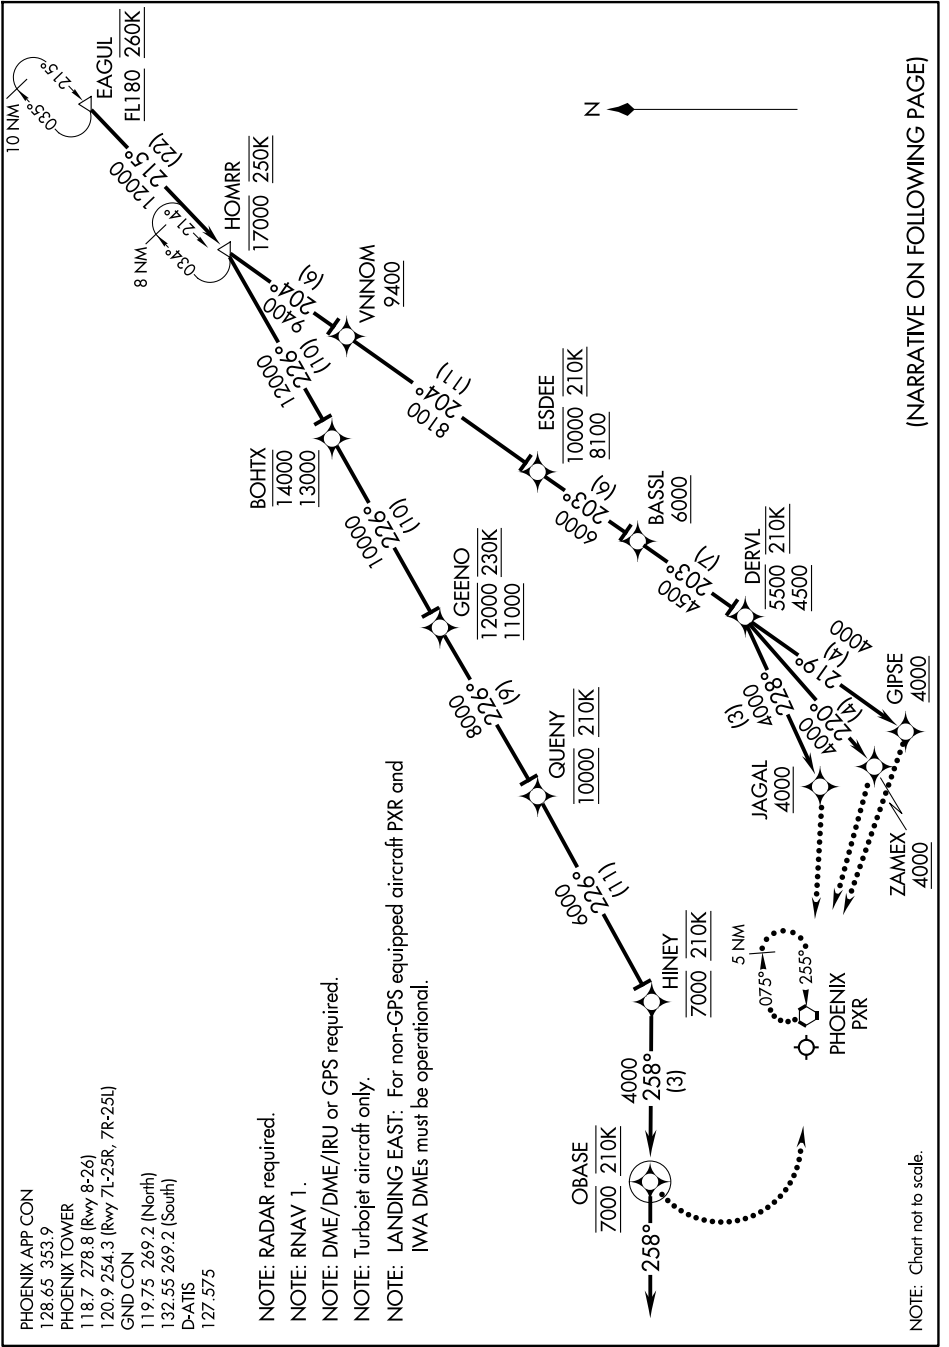 PHOENIX APP CON
128.65 353.9
PHOENIX TOWER
118.7 278.8 (Rwy 8-26)
120.9 254.3 (Rwy 7L-25R, 7R-25L)
GND CON
119.75 269.2 (North)
132.55 269.2 (South)
D-ATIS
127.575
NOTE: RADAR required.
NOTE: RNAV 1.
NOTE: DME/DME/IRU or GPS required.
NOTE: Turbojet aircraft only.
NOTE: LANDING EAST: For non-GPS equipped aircraft PXR and
IWA DMEs must be operational.
10 NM
035°
215°
EAGUL
FL180 260K
12000
215°
(22)
8 NM
034°
214°
HOMRR
17000 250K
9400
204°
(6)
VNNOM
9400
12000
226°
(10)
BOHTX
14000
13000
8100
204°
(11)
ESDEE
10000 210K
8100
10000
226°
(10)
GEENO
12000 230K
11000
6000
203°
(6)
BASSL
6000
8000
226°
(9)
QUENY
10000 210K
4500
203°
(7)
DERVL
5500 210K
4500
6000
226°
(11)
HINEY
7000 210K
(3)
4000
228°
JAGAL
4000
4000
220°
(4)
ZAMEX
4000
219°
(4)
4000
GIPSE
4000
4000
258°
(3)
OBASE
7000 210K
258°
5 NM
075°
255°
PHOENIX
PXR
N
(NARRATIVE ON FOLLOWING PAGE)
NOTE: Chart not to scale.